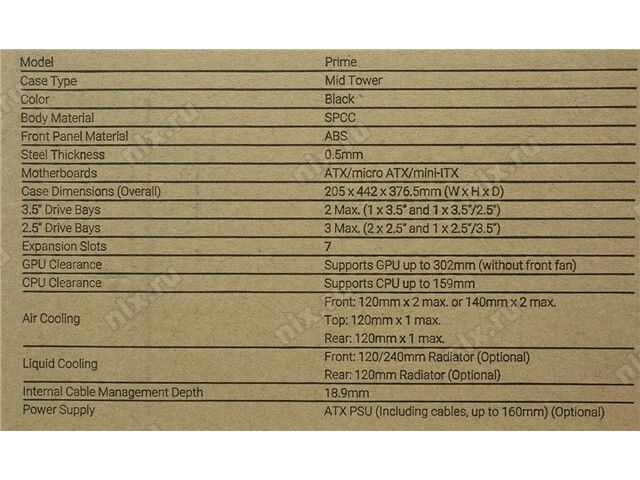 Model Prime
Case Type Mid Tower
Color Black
Body Material SPCC
Front Panel Material ABS
Steel Thickness 0.5mm
Motherboards ATX/micro ATX/mini-ITX
Case Dimensions (Overall) 205 x 442 x 376.5mm (W x H x D)
3.5" Drive Bays 2 Max. (1 x 3.5" and 1 x 3.5"/2.5")
2.5" Drive Bays 3 Max. (2 x 2.5" and 1 x 2.5"/3.5")
Expansion Slots 7
GPU Clearance Supports GPU up to 302mm (without front fan)
CPU Clearance Supports CPU up to 159mm
Air Cooling Front: 120mm x 2 max. or 140mm x 2 max.
Top: 120mm x 1 max.
Rear: 120mm x 1 max.
Liquid Cooling Front: 120/240mm Radiator (Optional)
Rear: 120mm Radiator (Optional)
Internal Cable Management Depth 18.9mm
Power Supply ATX PSU (Including cables, up to 160mm) (Optional)
nix.ru